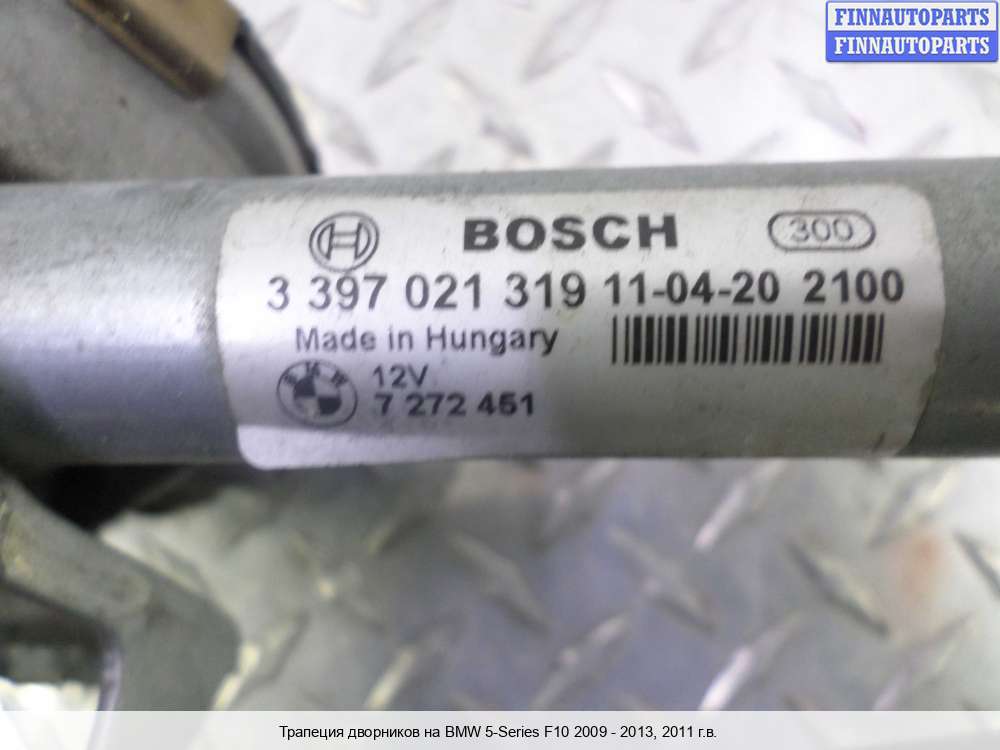 FINNAUTOPARTS
FINNAUTOPARTS
BOSCH 300
3 397 021 319 11-04-20 2100
Made in Hungary
BMW 12V
7 272 451
Трапеция дворников на BMW 5-Series F10 2009 - 2013, 2011 г.в.